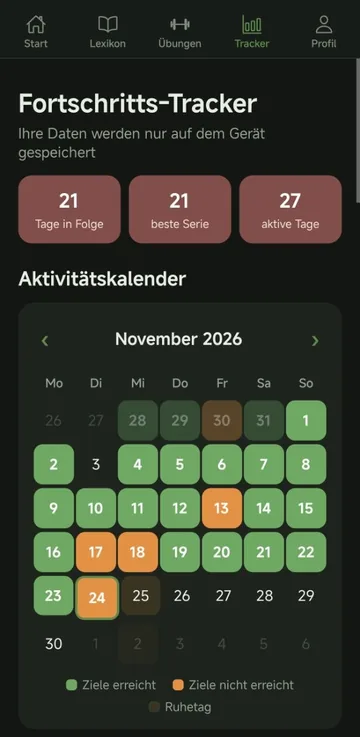 Start Lexikon Übungen Tracker Profil
Fortschritts-Tracker
Ihre Daten werden nur auf dem Gerät
gespeichert
21 21 27
Tage in Folge beste Serie aktive Tage
Aktivitätskalender
‹ November 2026 ›
Mo Di Mi Do Fr Sa So
26 27 28 29 30 31 1
2 3 4 5 6 7 8
9 10 11 12 13 14 15
16 17 18 19 20 21 22
23 24 25 26 27 28 29
30 1 2 3 4 5 6
Ziele erreicht Ziele nicht erreicht
Ruhetag